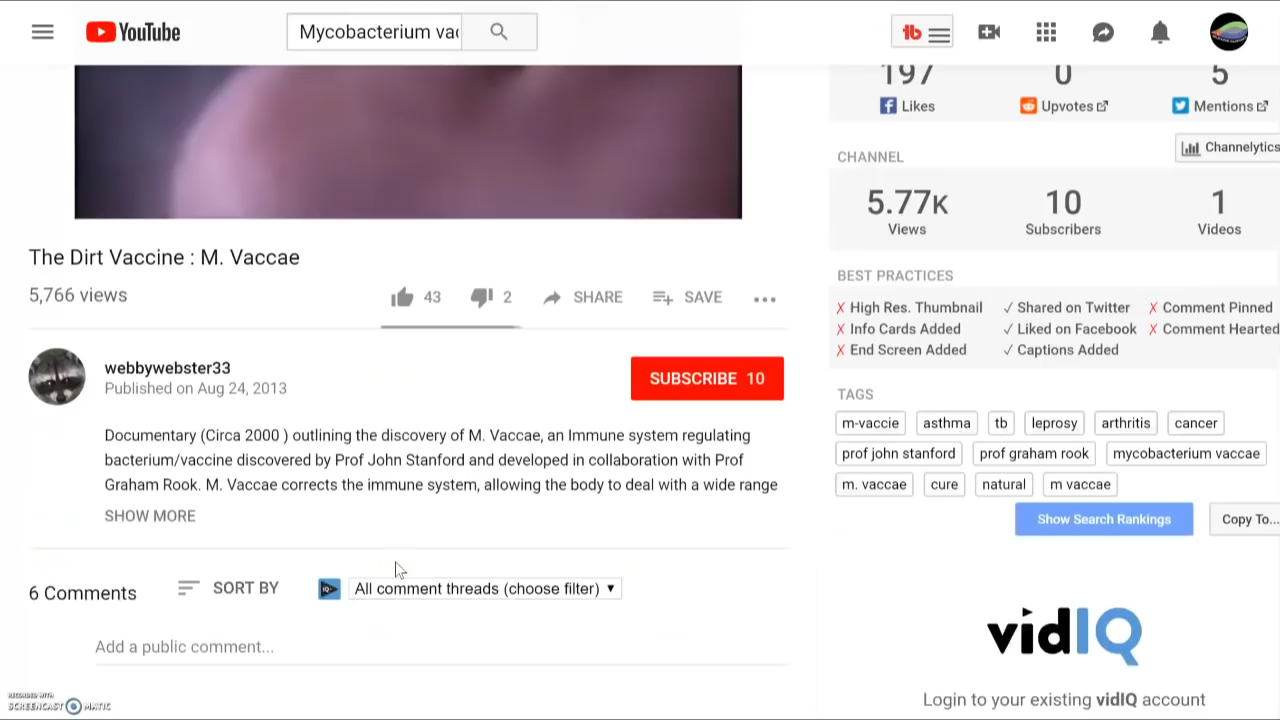 YouTube
Mycobacterium vac
197
0
5
Likes
Upvotes
Mentions
CHANNEL
Channelytics
5.77K
10
1
Views
Subscribers
Videos
The Dirt Vaccine : M. Vaccae
5,766 views
43
2
SHARE
SAVE
BEST PRACTICES
✗ High Res. Thumbnail
✓ Shared on Twitter
✗ Comment Pinned
✗ Info Cards Added
✓ Liked on Facebook
✗ Comment Hearted
✗ End Screen Added
✓ Captions Added
webbywebster33
Published on Aug 24, 2013
SUBSCRIBE 10
Documentary (Circa 2000 ) outlining the discovery of M. Vaccae, an Immune system regulating
bacterium/vaccine discovered by Prof John Stanford and developed in collaboration with Prof
Graham Rook. M. Vaccae corrects the immune system, allowing the body to deal with a wide range
SHOW MORE
TAGS
m-vaccie
asthma
tb
leprosy
arthritis
cancer
prof john stanford
prof graham rook
mycobacterium vaccae
m. vaccae
cure
natural
m vaccae
Show Search Rankings
Copy To...
6 Comments
SORT BY
All comment threads (choose filter)
Add a public comment...
vidIQ
Login to your existing vidIQ account
RECORDED WITH
SCREENCAST MATIC